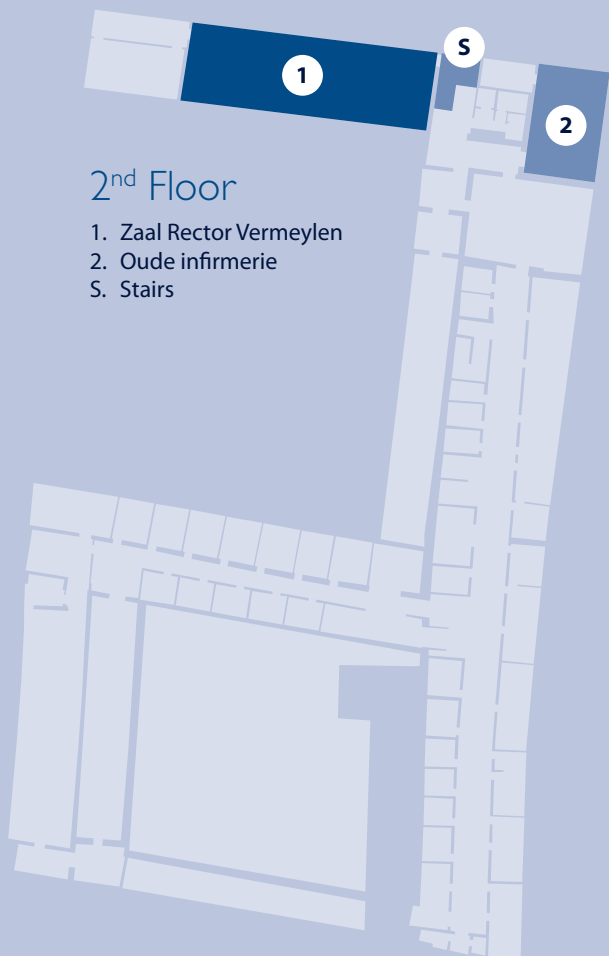 S
1
2
2nd Floor
1. Zaal Rector Vermeylen
2. Oude infirmerie
S. Stairs